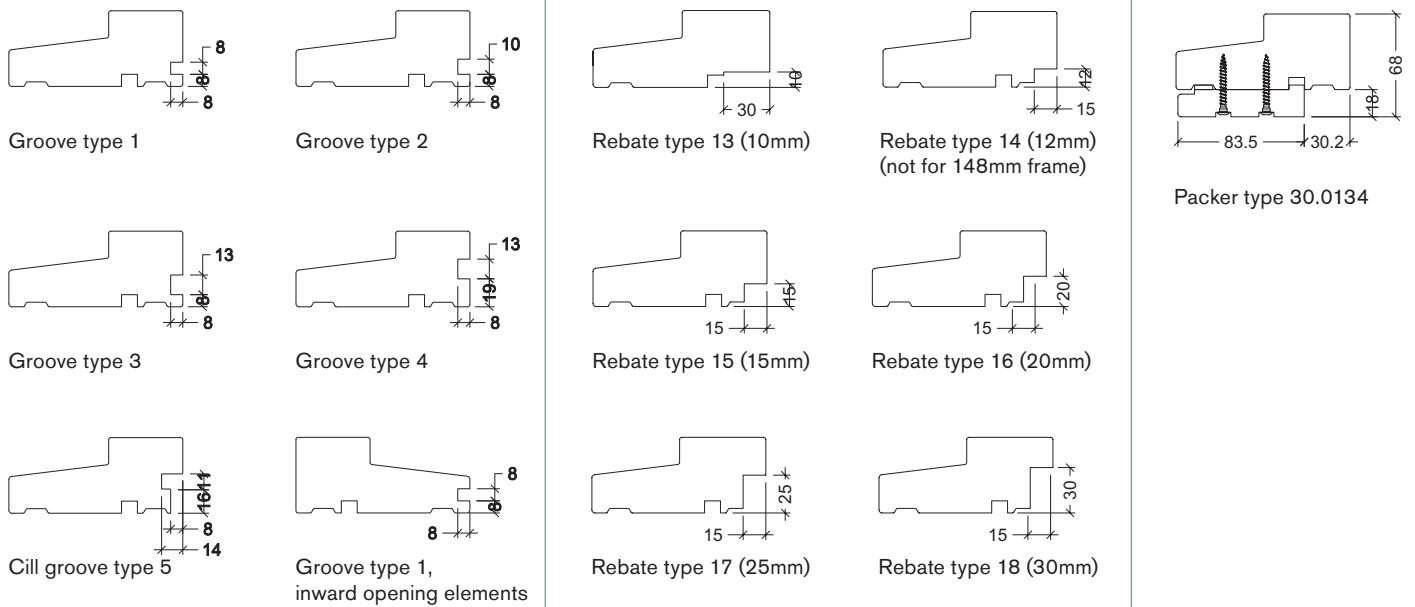 8
8
8
Groove type 1
10
8
8
Groove type 2
10
30
Rebate type 13 (10mm)
12
15
Rebate type 14 (12mm)
(not for 148mm frame)
68
18
83.5
30.2
Packer type 30.0134
13
8
8
Groove type 3
13
19
8
Groove type 4
15
15
Rebate type 15 (15mm)
20
15
Rebate type 16 (20mm)
11
16
8
14
Cill groove type 5
8
8
8
Groove type 1,
inward opening elements
25
15
Rebate type 17 (25mm)
30
15
Rebate type 18 (30mm)